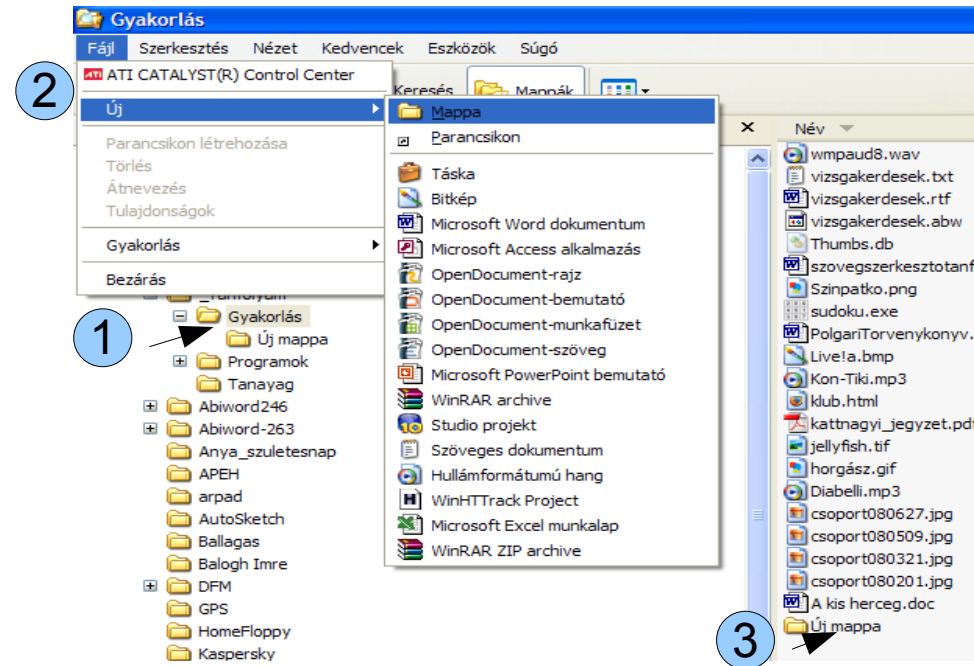 Gyakorlás
Fájl Szerkesztés Nézet Kedvencek Eszközök Súgó
2
ATI ATI CATALYST(R) Control Center
Keresés Mappák
Új
Parancsikon létrehozása
Törlés
Átnevezés
Tulajdonságok
Gyakorlás
Bezárás
Mappa
Parancsikon
Táska
Bitkép
Microsoft Word dokumentum
Microsoft Access alkalmazás
OpenDocument-rajz
OpenDocument-bemutató
OpenDocument-munkafüzet
OpenDocument-szöveg
Microsoft PowerPoint bemutató
WinRAR archive
Studio projekt
Szöveges dokumentum
Hullámformátumú hang
WinHTTrack Project
Microsoft Excel munkalap
WinRAR ZIP archive
1
_Tanfolyam
Gyakorlás
Új mappa
Programok
Tanayag
Abiword246
Abiword-263
Anya_szuletesnap
APEH
arpad
AutoSketch
Ballagas
Balogh Imre
DFM
GPS
HomeFloppy
Kaspersky
Név
wmpaud8.wav
vizsgakerdesek.txt
vizsgakerdesek.rtf
vizsgakerdesek.abw
Thumbs.db
szovegszerkesztotanf
Szinpatko.png
sudoku.exe
PolgariTorvenykonyv.
Live!a.bmp
Kon-Tiki.mp3
klub.html
kattnagyi_jegyzet.pdf
jellyfish.tif
horgász.gif
Diabelli.mp3
csoport080627.jpg
csoport080509.jpg
csoport080321.jpg
csoport080201.jpg
A kis herceg.doc
Új mappa
3